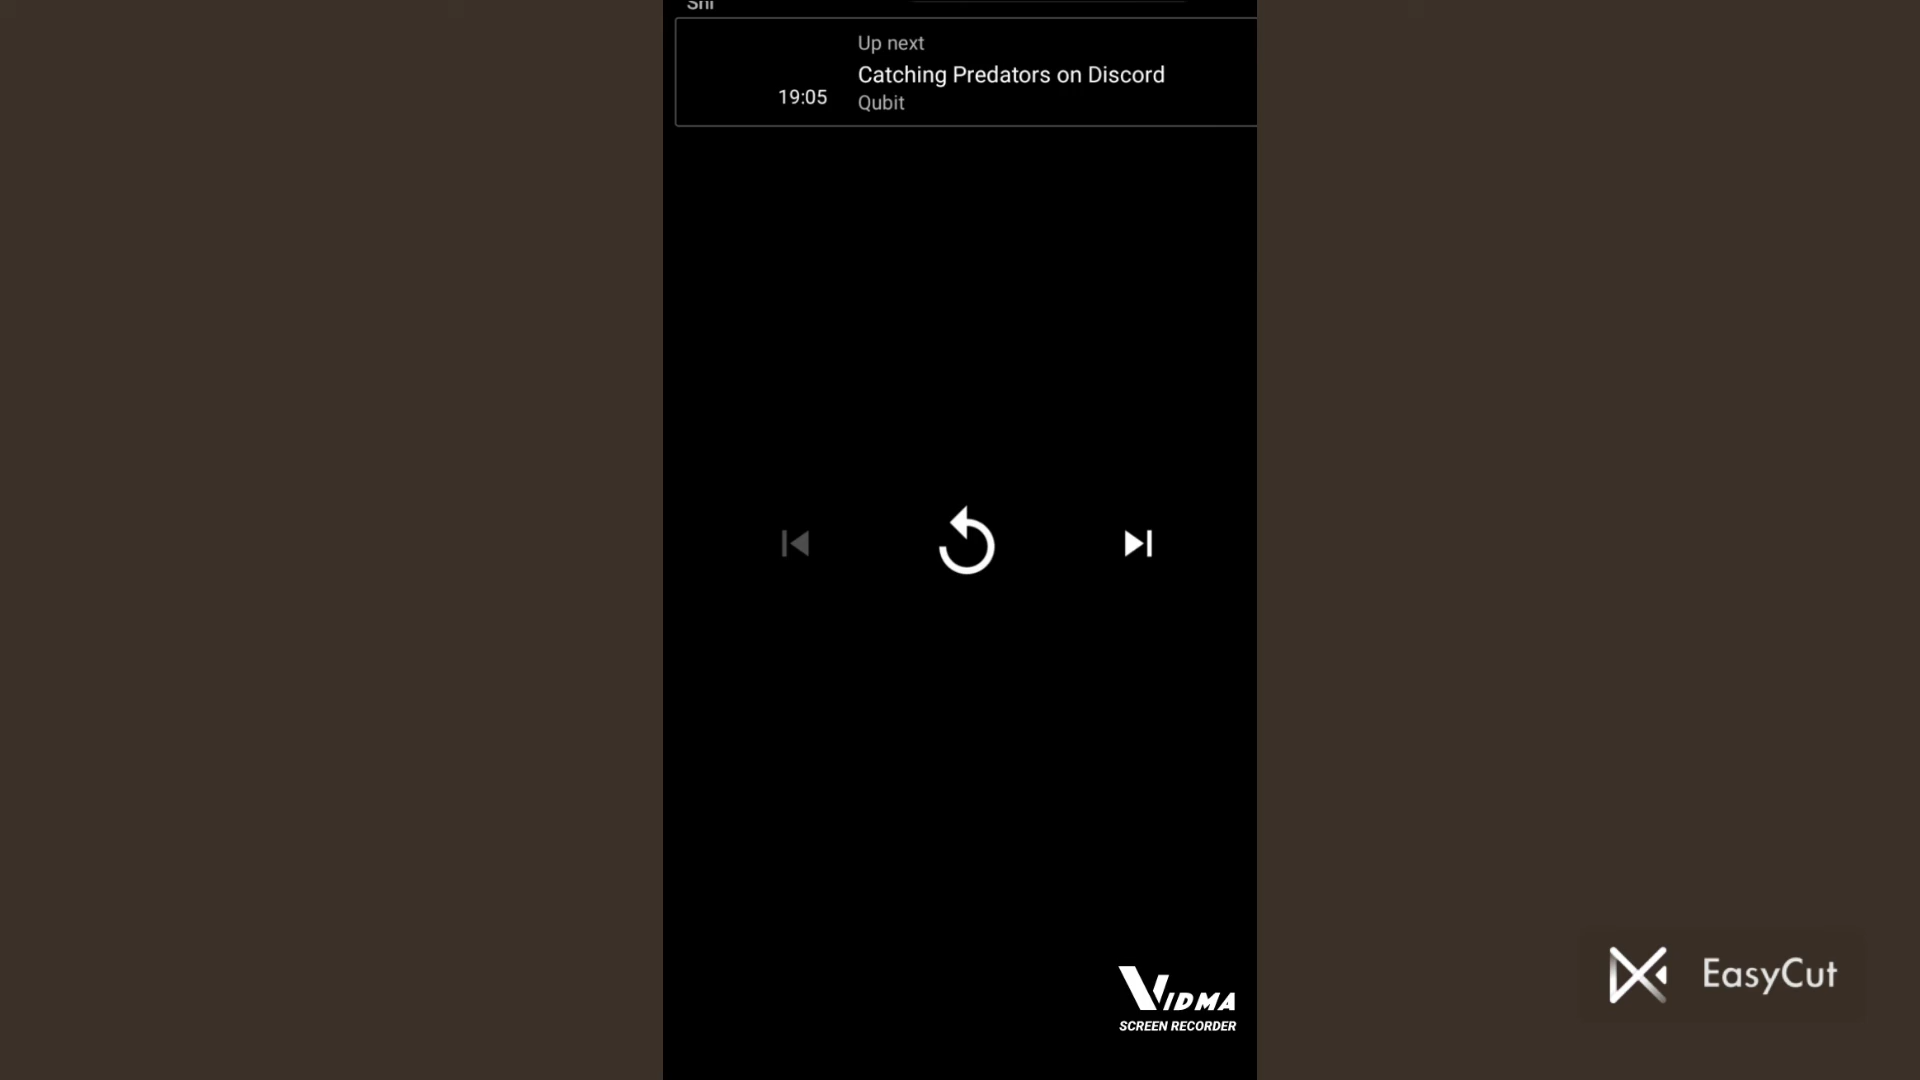 Up next
Catching Predators on Discord
19:05
Qubit
VIDMA
SCREEN RECORDER
EasyCut